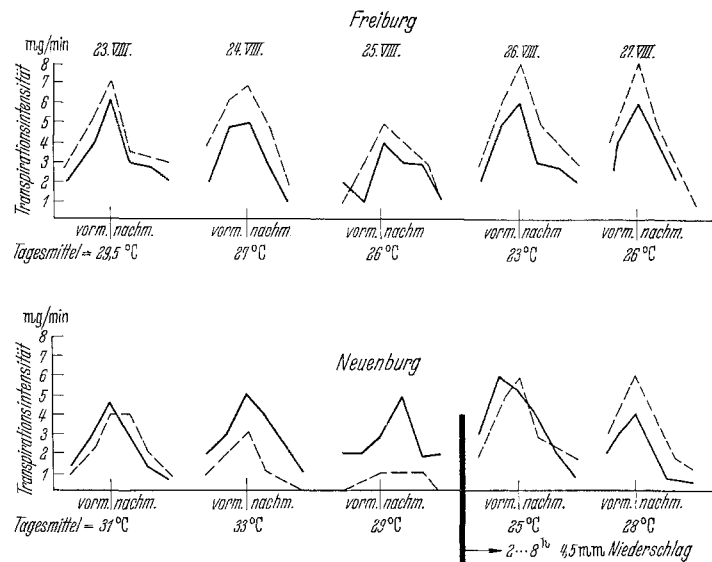 Freiburg
mg/min 23. VIII. 24. VIII. 25. VIII. 26. VIII. 27. VIII.
8
7
6
5
4
3
2
1
Transpirationsintensität
vorm. nachm. vorm. nachm. vorm. nachm. vorm. nachm. vorm. nachm.
Tagesmittel = 29,5 °C 27 °C 26 °C 23 °C 26 °C
mg/min
Neuenburg
8
7
6
5
4
3
2
1
Transpirationsintensität
vorm. nachm. vorm. nachm. vorm. nachm. vorm. nachm. vorm. nachm.
Tagesmittel = 31 °C 33 °C 29 °C 25 °C 28 °C
2···8ʰ 4,5 mm Niederschlag